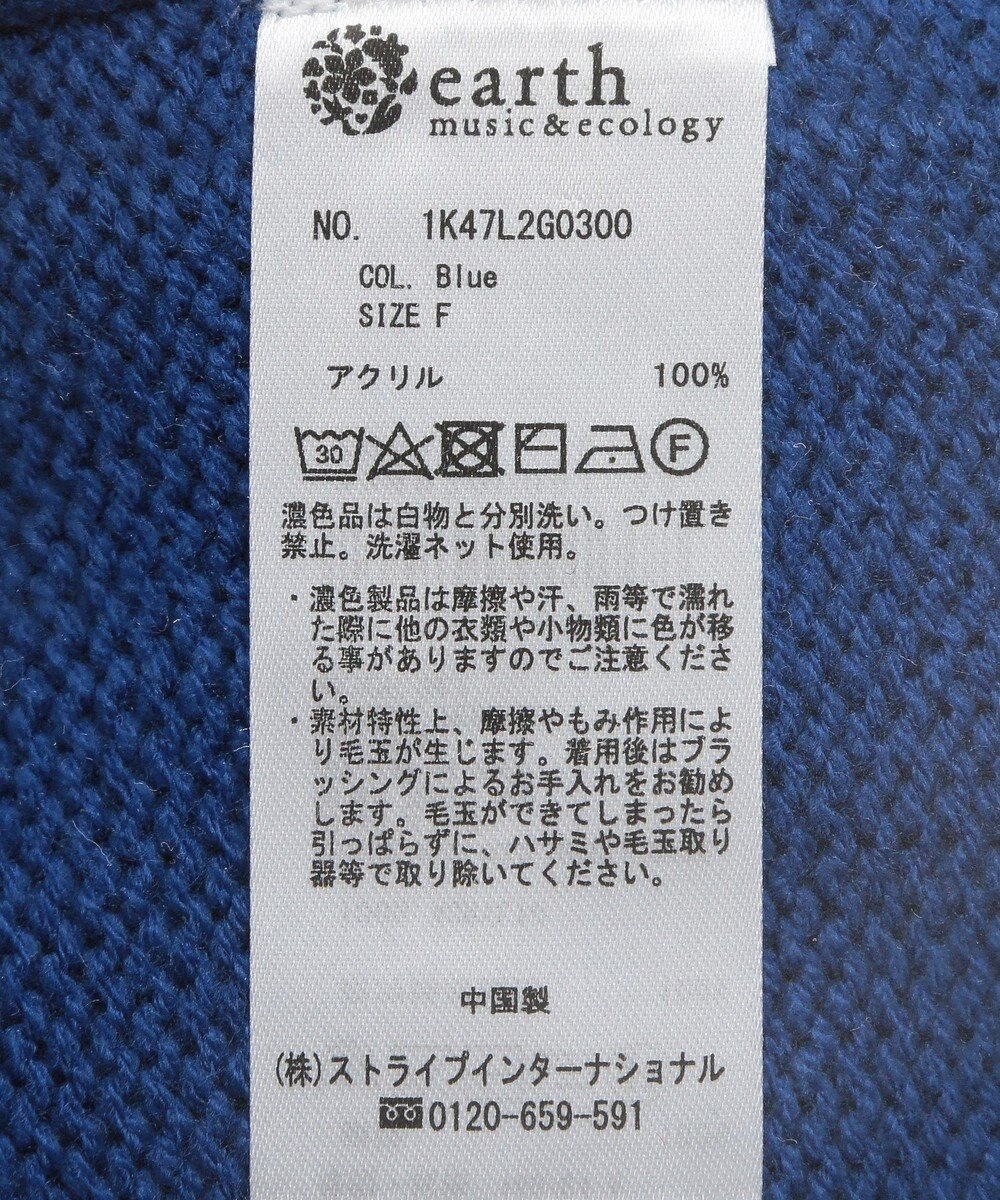 earth
music & ecology
NO. 1K47L2G0300
COL. Blue
SIZE F
アクリル 100%
30 F
濃色品は白物と分別洗い。つけ置き
禁止。洗濯ネット使用。
・濃色製品は摩擦や汗、雨等で濡れ
た際に他の衣類や小物類に色が移
る事がありますのでご注意くださ
い。
・素材特性上、摩擦やもみ作用によ
り毛玉が生じます。着用後はブラ
ッシングによるお手入れをお勧め
します。毛玉ができてしまったら
引っぱらずに、ハサミや毛玉取り
器等で取り除いてください。
中国製
(株)ストライプインターナショナル
0120-659-591